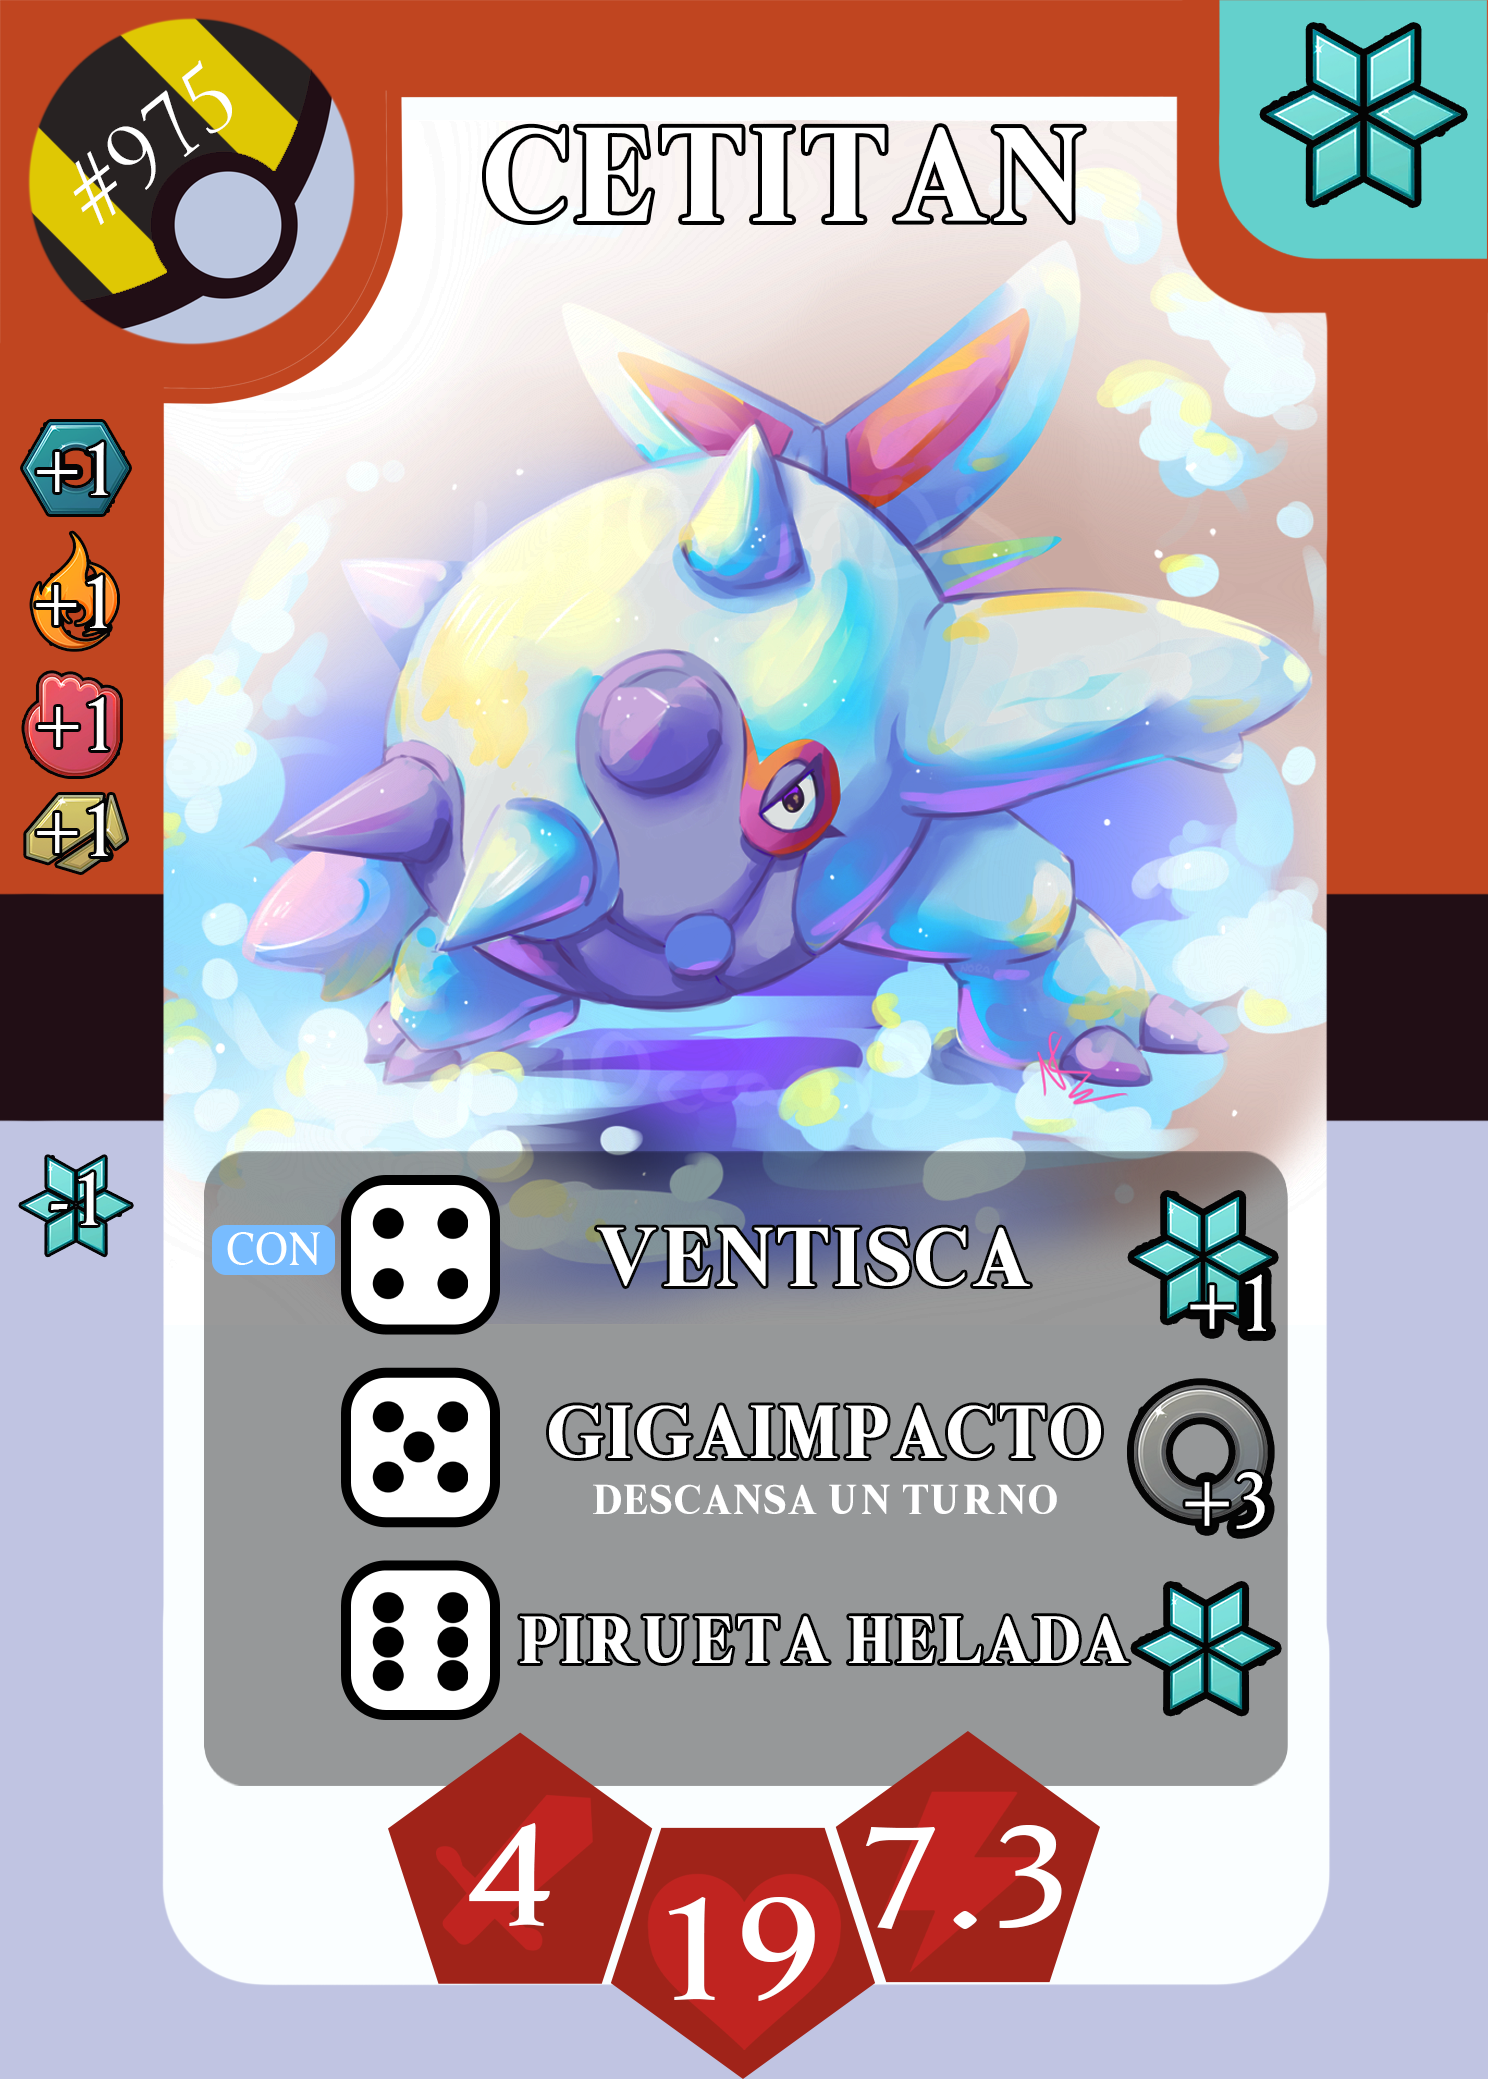 #975
CETITAN
+1
+1
+1
+1
-1
CON
VENTISCA
+1
GIGAIMPACTO
+3
DESCANSA UN TURNO
PIRUETA HELADA
4
19
7.3